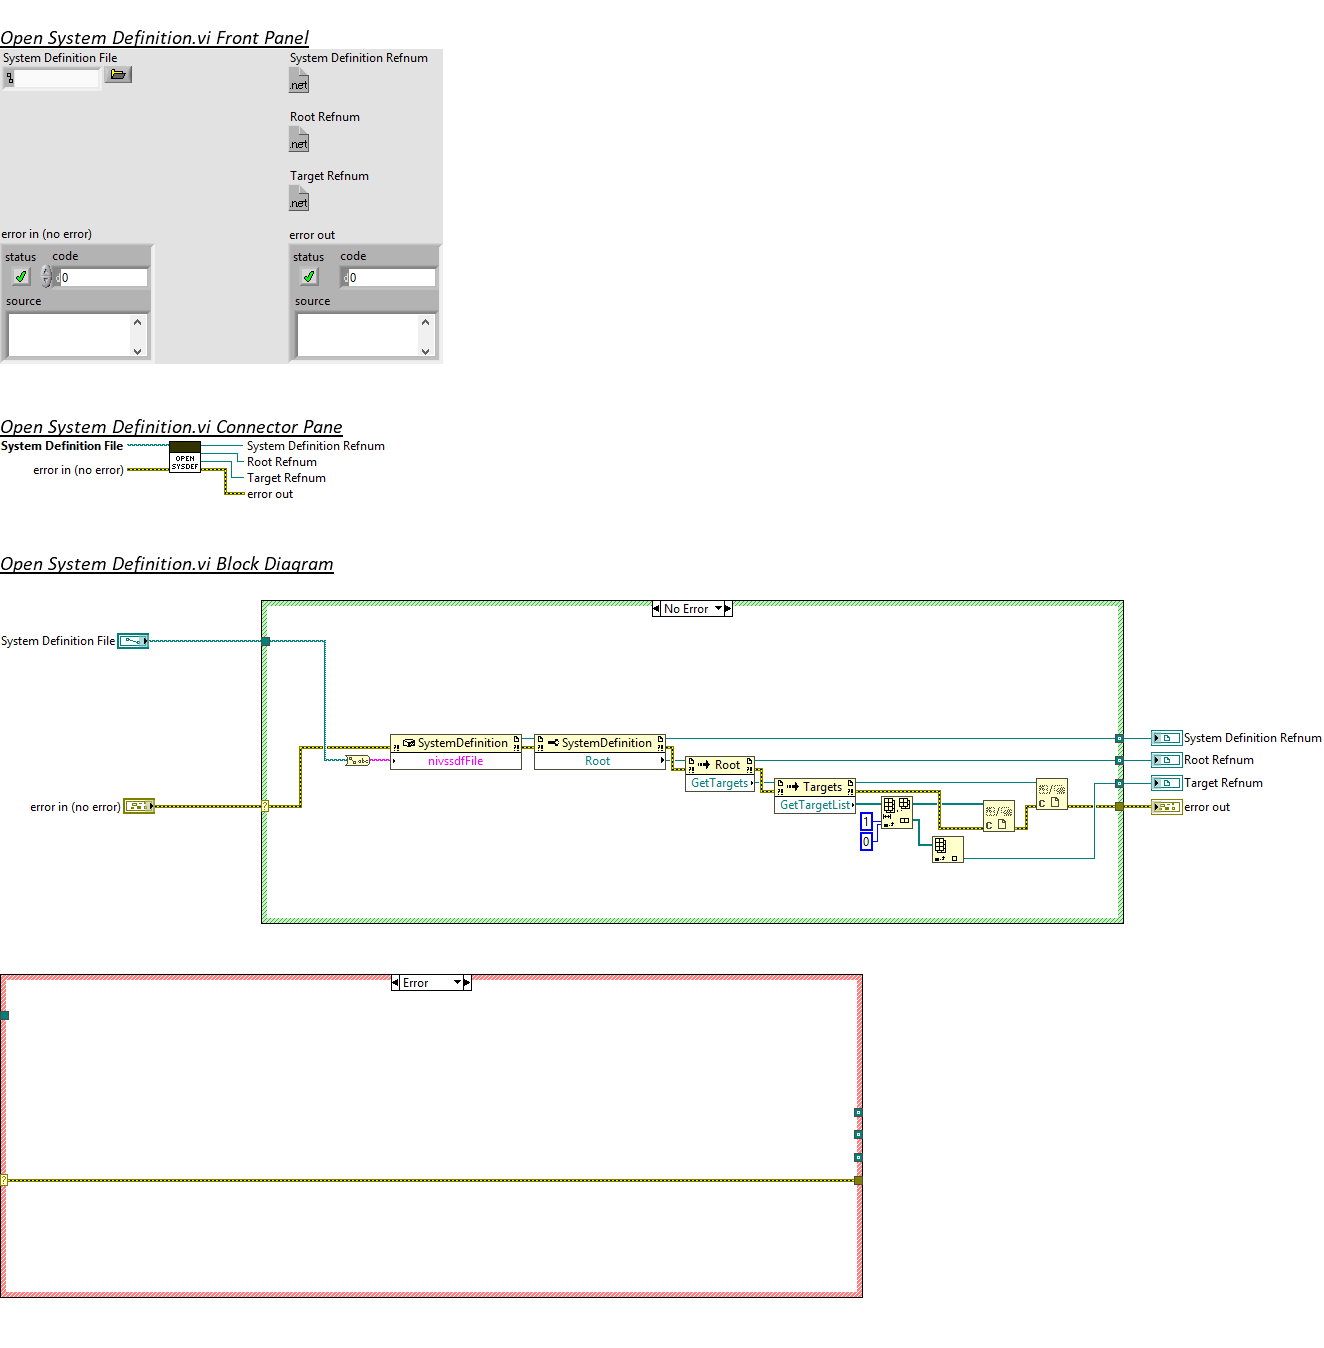 Open System Definition.vi Front Panel
System Definition File
System Definition Refnum
.net
Root Refnum
.net
Target Refnum
.net
error in (no error)
error out
status code
status code
d 0
d 0
source
source
Open System Definition.vi Connector Pane
System Definition File
System Definition Refnum
OPEN
SYSDEF
Root Refnum
error in (no error)
Target Refnum
error out
Open System Definition.vi Block Diagram
No Error
System Definition File
SystemDefinition
SystemDefinition
System Definition Refnum
abc
nivssdfFile
Root
Root
Root Refnum
GetTargets
Targets
Target Refnum
GetTargetList
error in (no error)
?
C
error out
1
C
0
Error
?